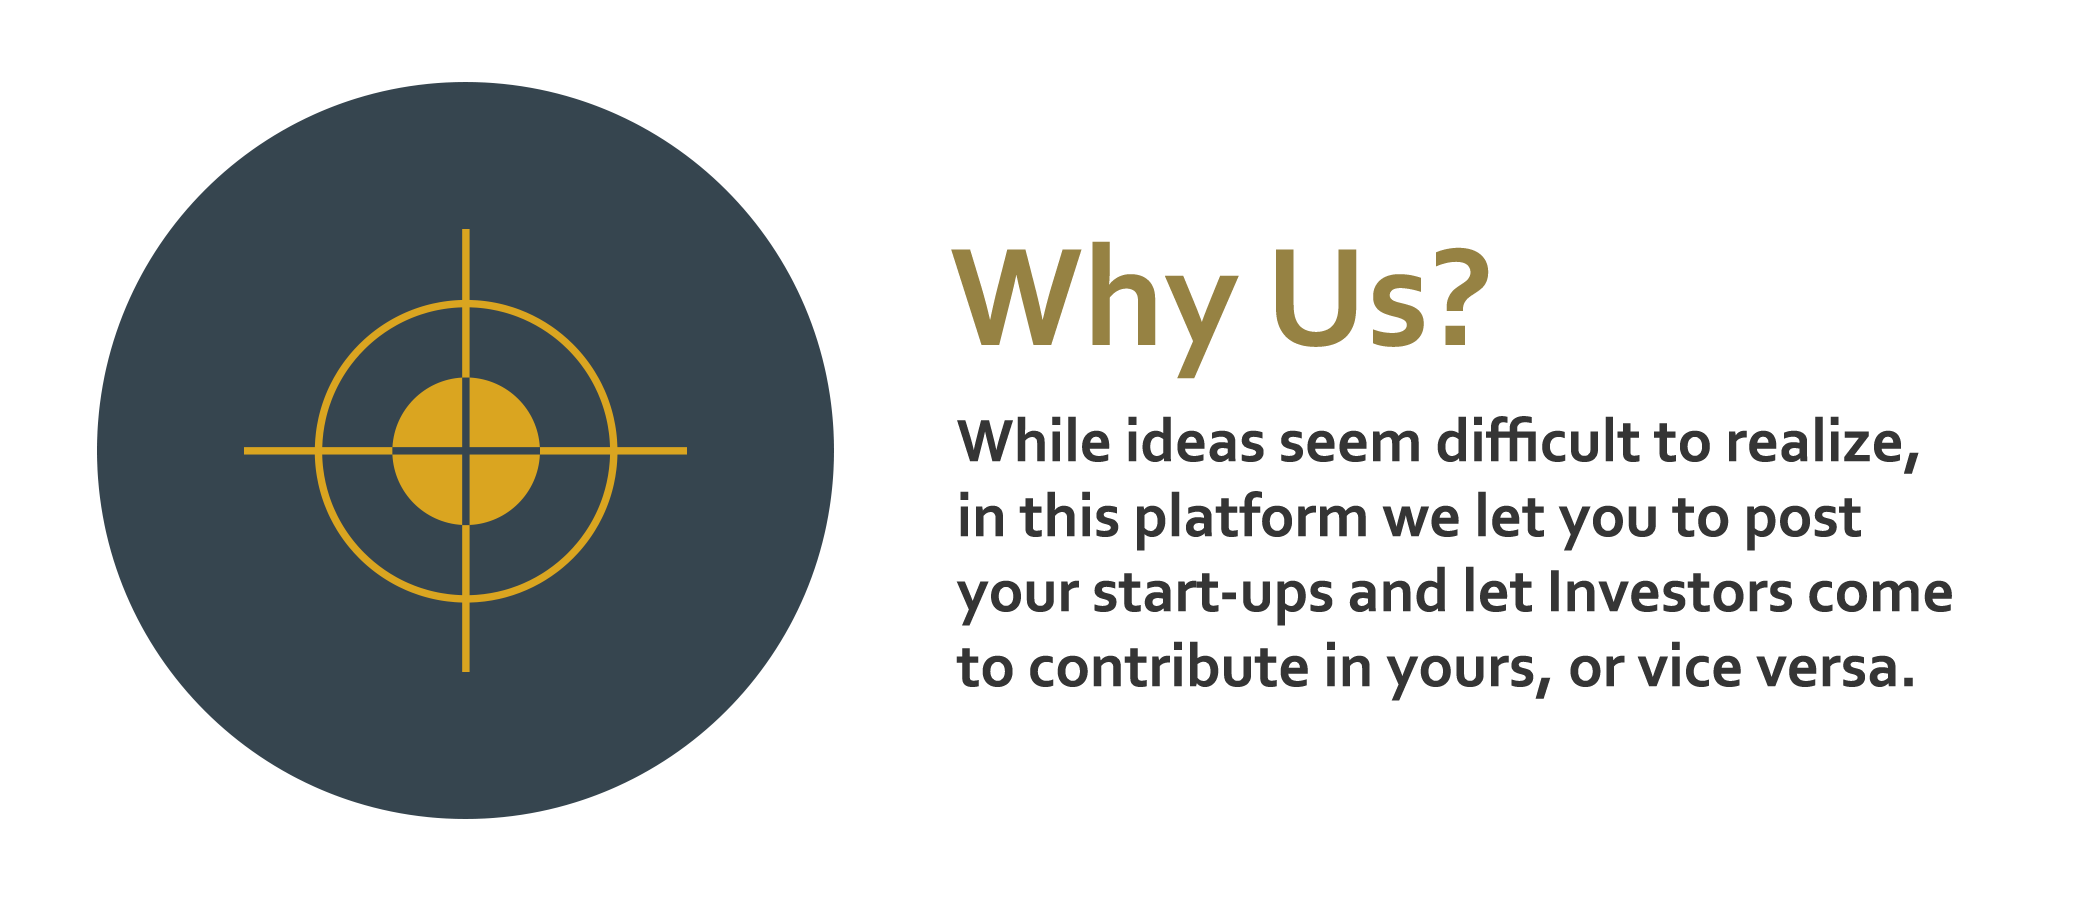 Why Us?
While ideas seem difficult to realize,
in this platform we let you to post
your start-ups and let Investors come
to contribute in yours, or vice versa.